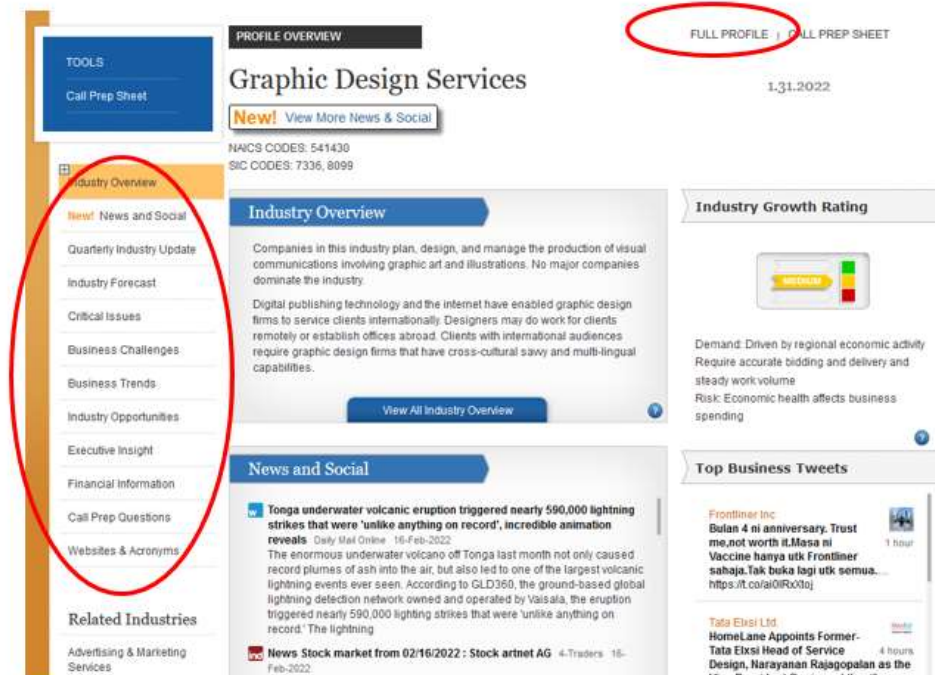 TOOLS
Call Prep Sheet
Industry Overview
New! News and Social
Quarterly Industry Update
Industry Forecast
Critical Issues
Business Challenges
Business Trends
Industry Opportunities
Executive Insight
Financial Information
Call Prep Questions
Websites & Acronyms
Related Industries
Advertising & Marketing
Services
PROFILE OVERVIEW
FULL PROFILE | CALL PREP SHEET
Graphic Design Services
1.31.2022
New! View More News & Social
NAICS CODES: 541430
SIC CODES: 7336, 8099
Industry Overview
Companies in this industry plan, design, and manage the production of visual
communications involving graphic art and illustrations. No major companies
dominate the industry.
Digital publishing technology and the internet have enabled graphic design
firms to service clients internationally. Designers may do work for clients
remotely or establish offices abroad. Clients with international audiences
require graphic design firms that have cross-cultural savvy and multi-lingual
capabilities.
View All Industry Overview
?
News and Social
Tonga underwater volcanic eruption triggered nearly 590,000 lightning
strikes that were 'unlike anything on record', incredible animation
reveals Daily Mail Online 16-Feb-2022
The enormous underwater volcano off Tonga last month not only caused
record plumes of ash into the air, but also led to one of the largest volcanic
lightning events ever seen. According to GLD360, the ground-based global
lightning detection network owned and operated by Vaisala, the eruption
triggered nearly 590,000 lighting strikes that were 'unlike anything on
record.' The lightning
News Stock market from 02/16/2022 : Stock artnet AG 4-Traders 16-
Feb-2022
Industry Growth Rating
MEDIUM
Demand: Driven by regional economic activity
Require accurate bidding and delivery and
steady work volume
Risk: Economic health affects business
spending
?
Top Business Tweets
Frontliner Inc
Bulan 4 ni anniversary. Trust
me,not worth it.Masa ni 1 hour
Vaccine hanya utk Frontliner
sahaja.Tak buka lagi utk semua....
Tata Elxsi Ltd.
HomeLane Appoints Former-
Tata Elxsi Head of Service 4 hours
Design, Narayanan Rajagopalan as the